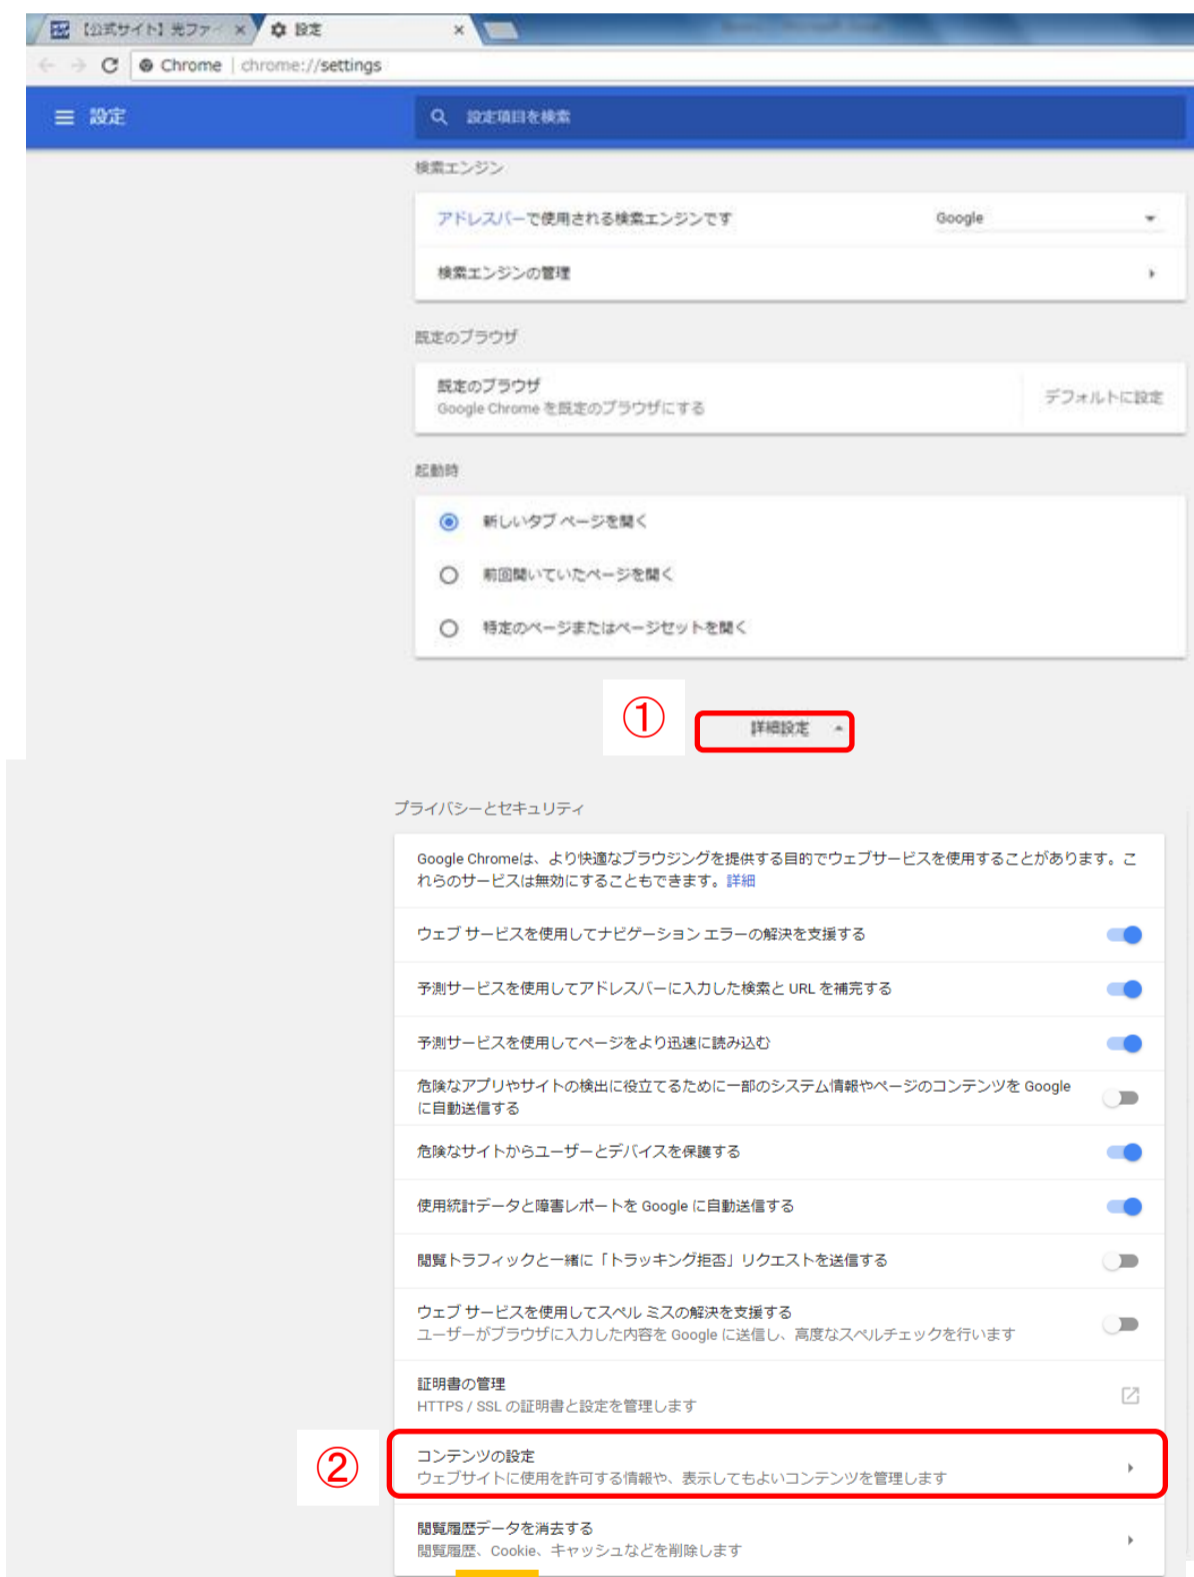 【公式サイト】光ファイ
設定
Chrome | chrome://settings
設定
設定項目を検索
検索エンジン
アドレスバーで使用される検索エンジンです
Google
検索エンジンの管理
既定のブラウザ
既定のブラウザ
Google Chrome を既定のブラウザにする
デフォルトに設定
起動時
新しいタブ ページを開く
前回開いていたページを開く
特定のページまたはページセットを開く
①
詳細設定
プライバシーとセキュリティ
Google Chromeは、より快適なブラウジングを提供する目的でウェブサービスを使用することがあります。こ
れらのサービスは無効にすることもできます。詳細
ウェブ サービスを使用してナビゲーション エラーの解決を支援する
予測サービスを使用してアドレスバーに入力した検索と URL を補完する
予測サービスを使用してページをより迅速に読み込む
危険なアプリやサイトの検出に役立てるために一部のシステム情報やページのコンテンツを Google
に自動送信する
危険なサイトからユーザーとデバイスを保護する
使用統計データと障害レポートを Google に自動送信する
閲覧トラフィックと一緒に「トラッキング拒否」リクエストを送信する
ウェブ サービスを使用してスペル ミスの解決を支援する
ユーザーがブラウザに入力した内容を Google に送信し、高度なスペルチェックを行います
証明書の管理
HTTPS / SSL の証明書と設定を管理します
②
コンテンツの設定
ウェブサイトに使用を許可する情報や、表示してもよいコンテンツを管理します
閲覧履歴データを消去する
閲覧履歴、Cookie、キャッシュなどを削除します